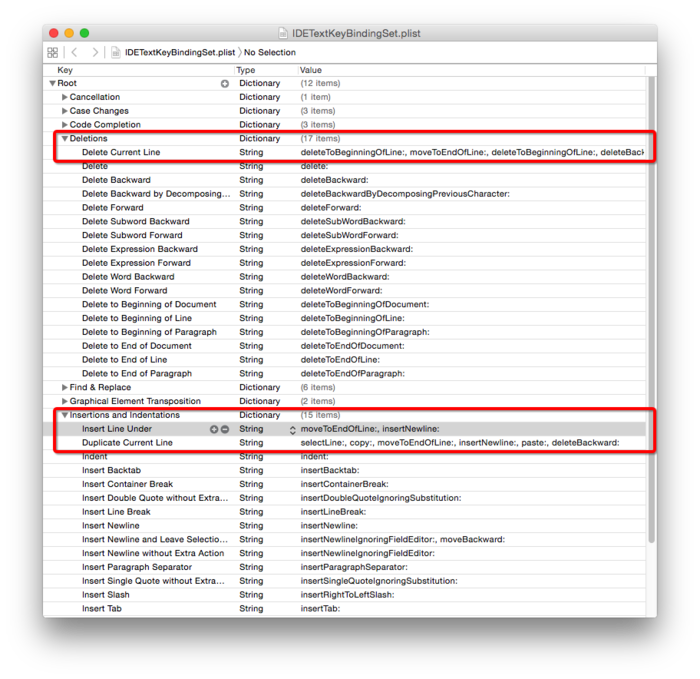 IDETextKeyBindingSet.plist
IDETextKeyBindingSet.plist No Selection
Key Type Value
Root Dictionary (12 items)
Cancellation Dictionary (1 item)
Case Changes Dictionary (3 items)
Code Completion Dictionary (3 items)
Deletions Dictionary (17 items)
Delete Current Line String deleteToBeginningOfLine:, moveToEndOfLine:, deleteToBeginningOfLine:, deleteBack
Delete String delete:
Delete Backward String deleteBackward:
Delete Backward by Decomposing... String deleteBackwardByDecomposingPreviousCharacter:
Delete Forward String deleteForward:
Delete Subword Backward String deleteSubWordBackward:
Delete Subword Forward String deleteSubWordForward:
Delete Expression Backward String deleteExpressionBackward:
Delete Expression Forward String deleteExpressionForward:
Delete Word Backward String deleteWordBackward:
Delete Word Forward String deleteWordForward:
Delete to Beginning of Document String deleteToBeginningOfDocument:
Delete to Beginning of Line String deleteToBeginningOfLine:
Delete to Beginning of Paragraph String deleteToBeginningOfParagraph:
Delete to End of Document String deleteToEndOfDocument:
Delete to End of Line String deleteToEndOfLine:
Delete to End of Paragraph String deleteToEndOfParagraph:
Find & Replace Dictionary (6 items)
Graphical Element Transposition Dictionary (2 items)
Insertions and Indentations Dictionary (15 items)
Insert Line Under String moveToEndOfLine:, insertNewline:
Duplicate Current Line String selectLine:, copy:, moveToEndOfLine:, insertNewline:, paste:, deleteBackward:
Indent String indent:
Insert Backtab String insertBacktab:
Insert Container Break String insertContainerBreak:
Insert Double Quote without Extra... String insertDoubleQuoteIgnoringSubstitution:
Insert Line Break String insertLineBreak:
Insert Newline String insertNewline:
Insert Newline and Leave Selectio... String insertNewlineIgnoringFieldEditor:, moveBackward:
Insert Newline without Extra Action String insertNewlineIgnoringFieldEditor:
Insert Paragraph Separator String insertParagraphSeparator:
Insert Single Quote without Extra... String insertSingleQuoteIgnoringSubstitution:
Insert Slash String insertRightToLeftSlash:
Insert Tab String insertTab: